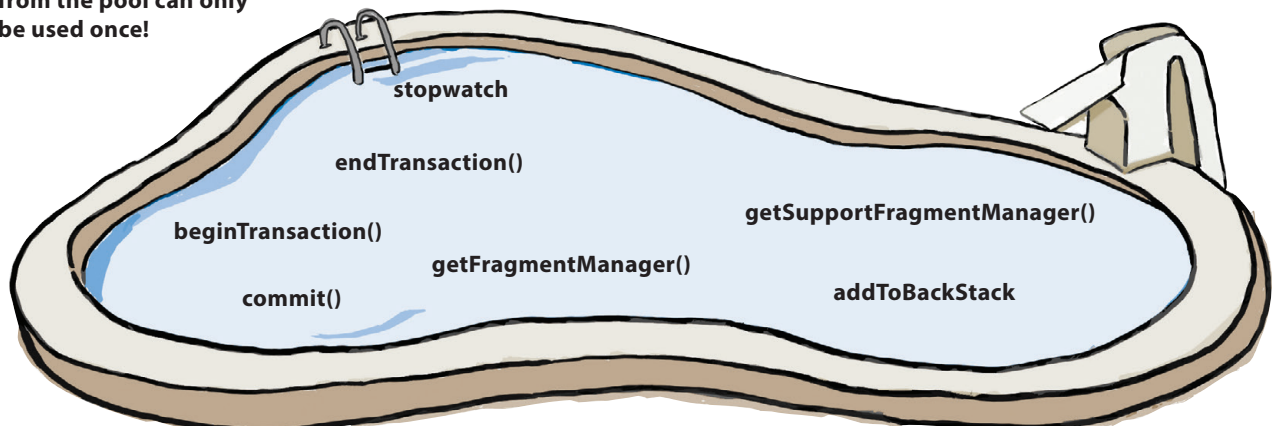 from the pool can only
be used once!
stopwatch
endTransaction()
beginTransaction()
getSupportFragmentManager()
getFragmentManager()
commit()
addToBackStack